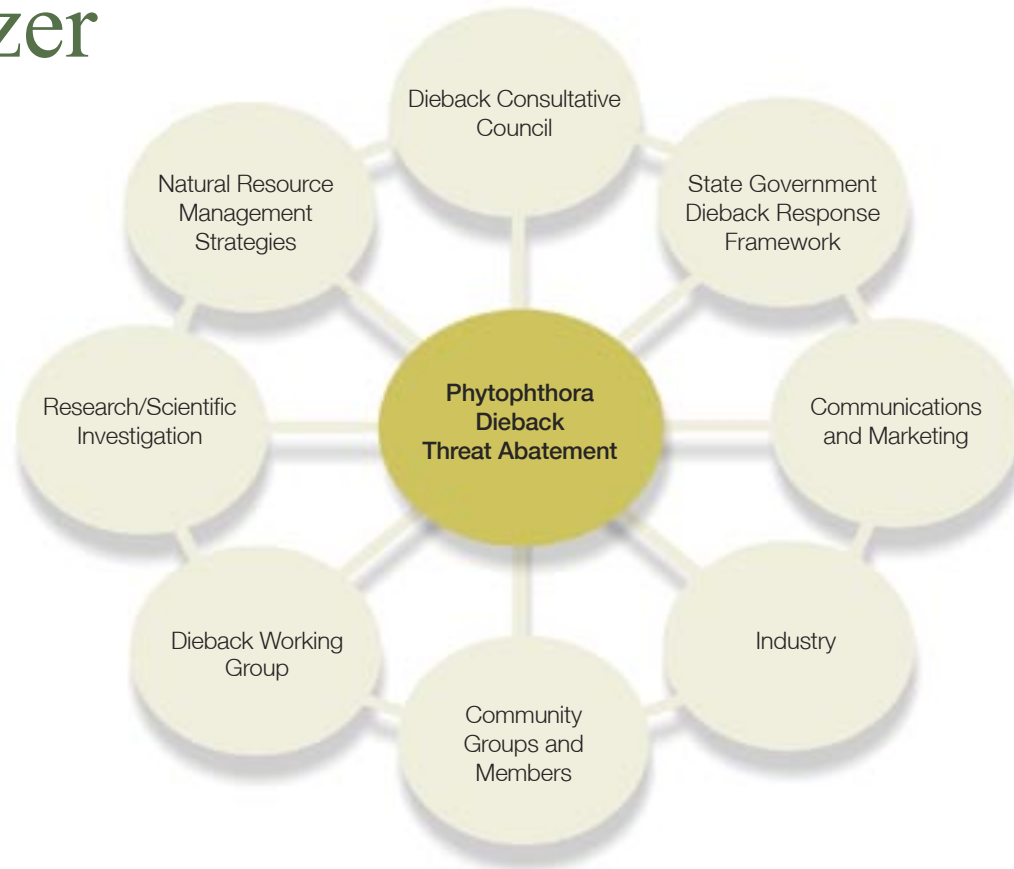 zer
Dieback Consultative
Council
State Government
Dieback Response
Framework
Communications
and Marketing
Industry
Community
Groups and
Members
Dieback Working
Group
Research/Scientific
Investigation
Natural Resource
Management
Strategies
Phytophthora
Dieback
Threat Abatement